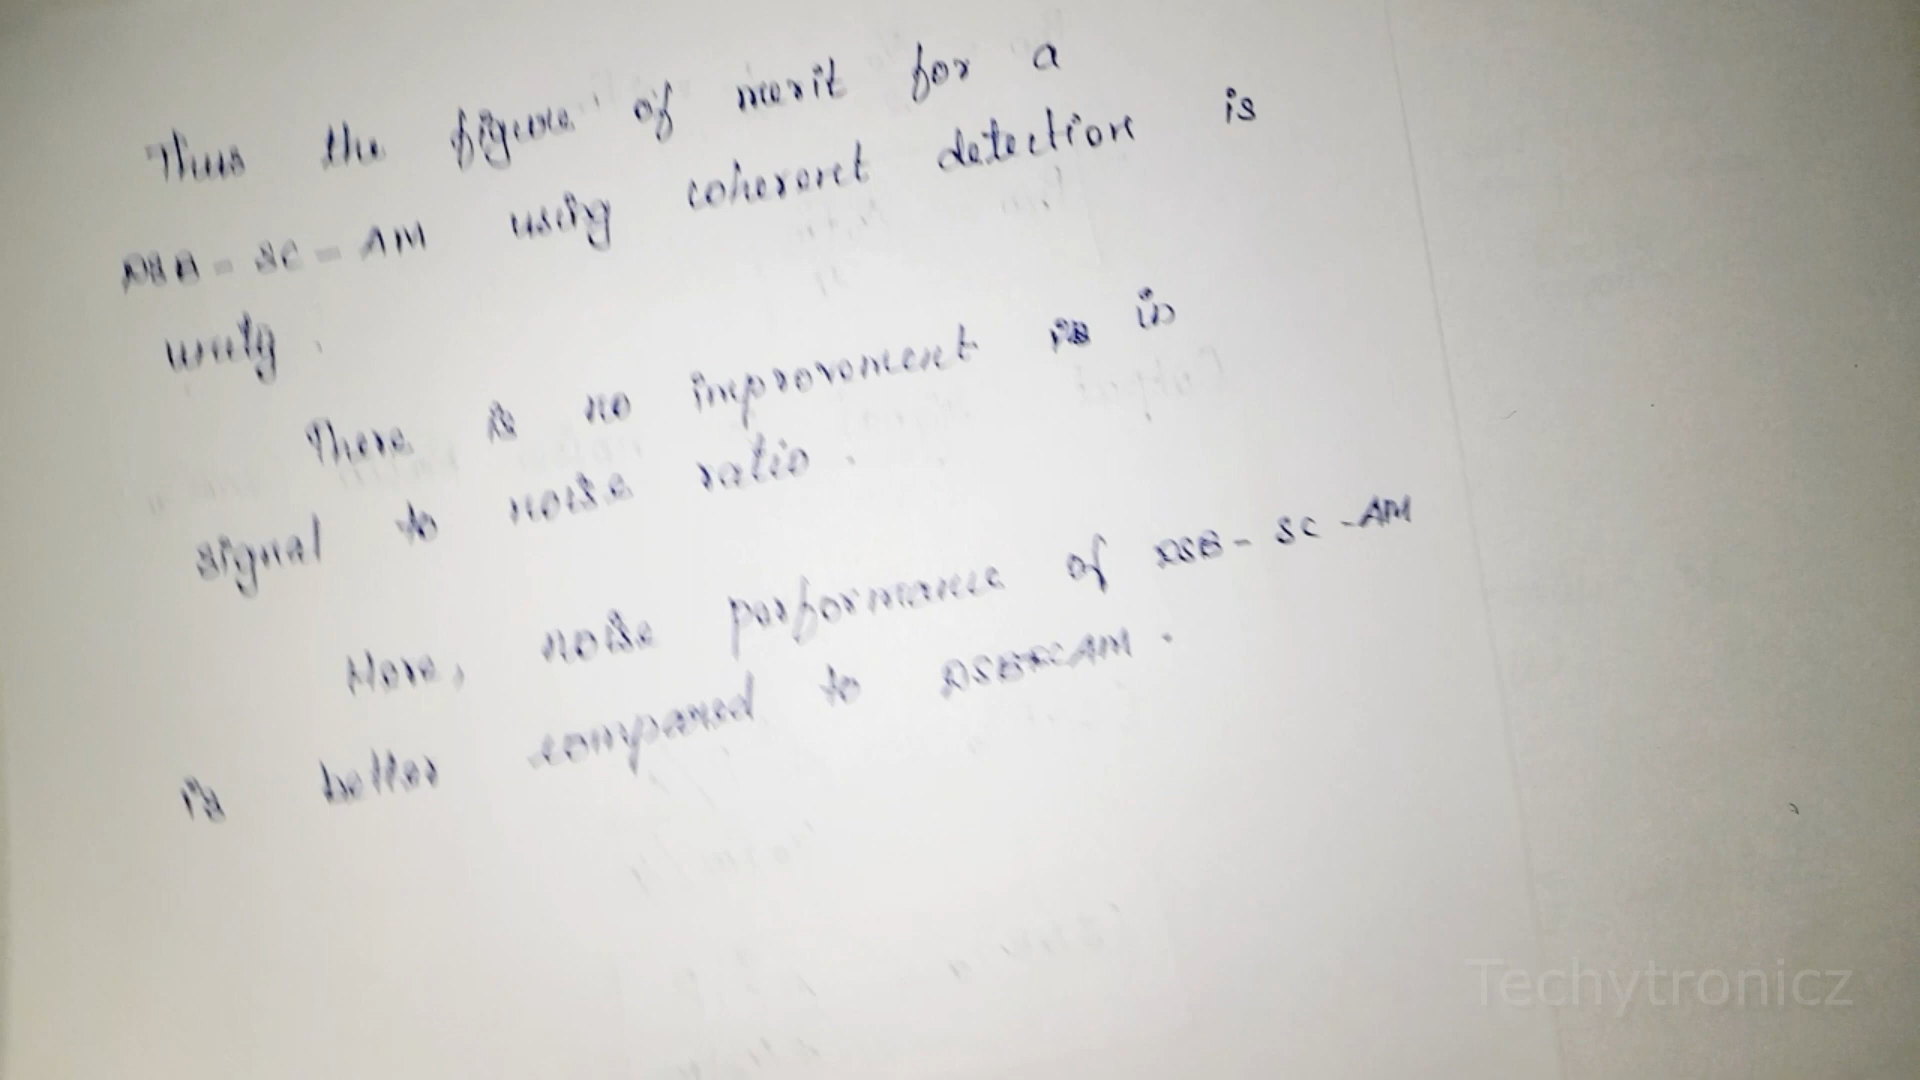 Thus the figure of merit for a
DSB - SC - AM using coherent detection is
unity.
There is no improvement is in
signal to noise ratio.
Here, noise performance of DSB - SC - AM
is better compared to DSBFCAM.
Techytronicz